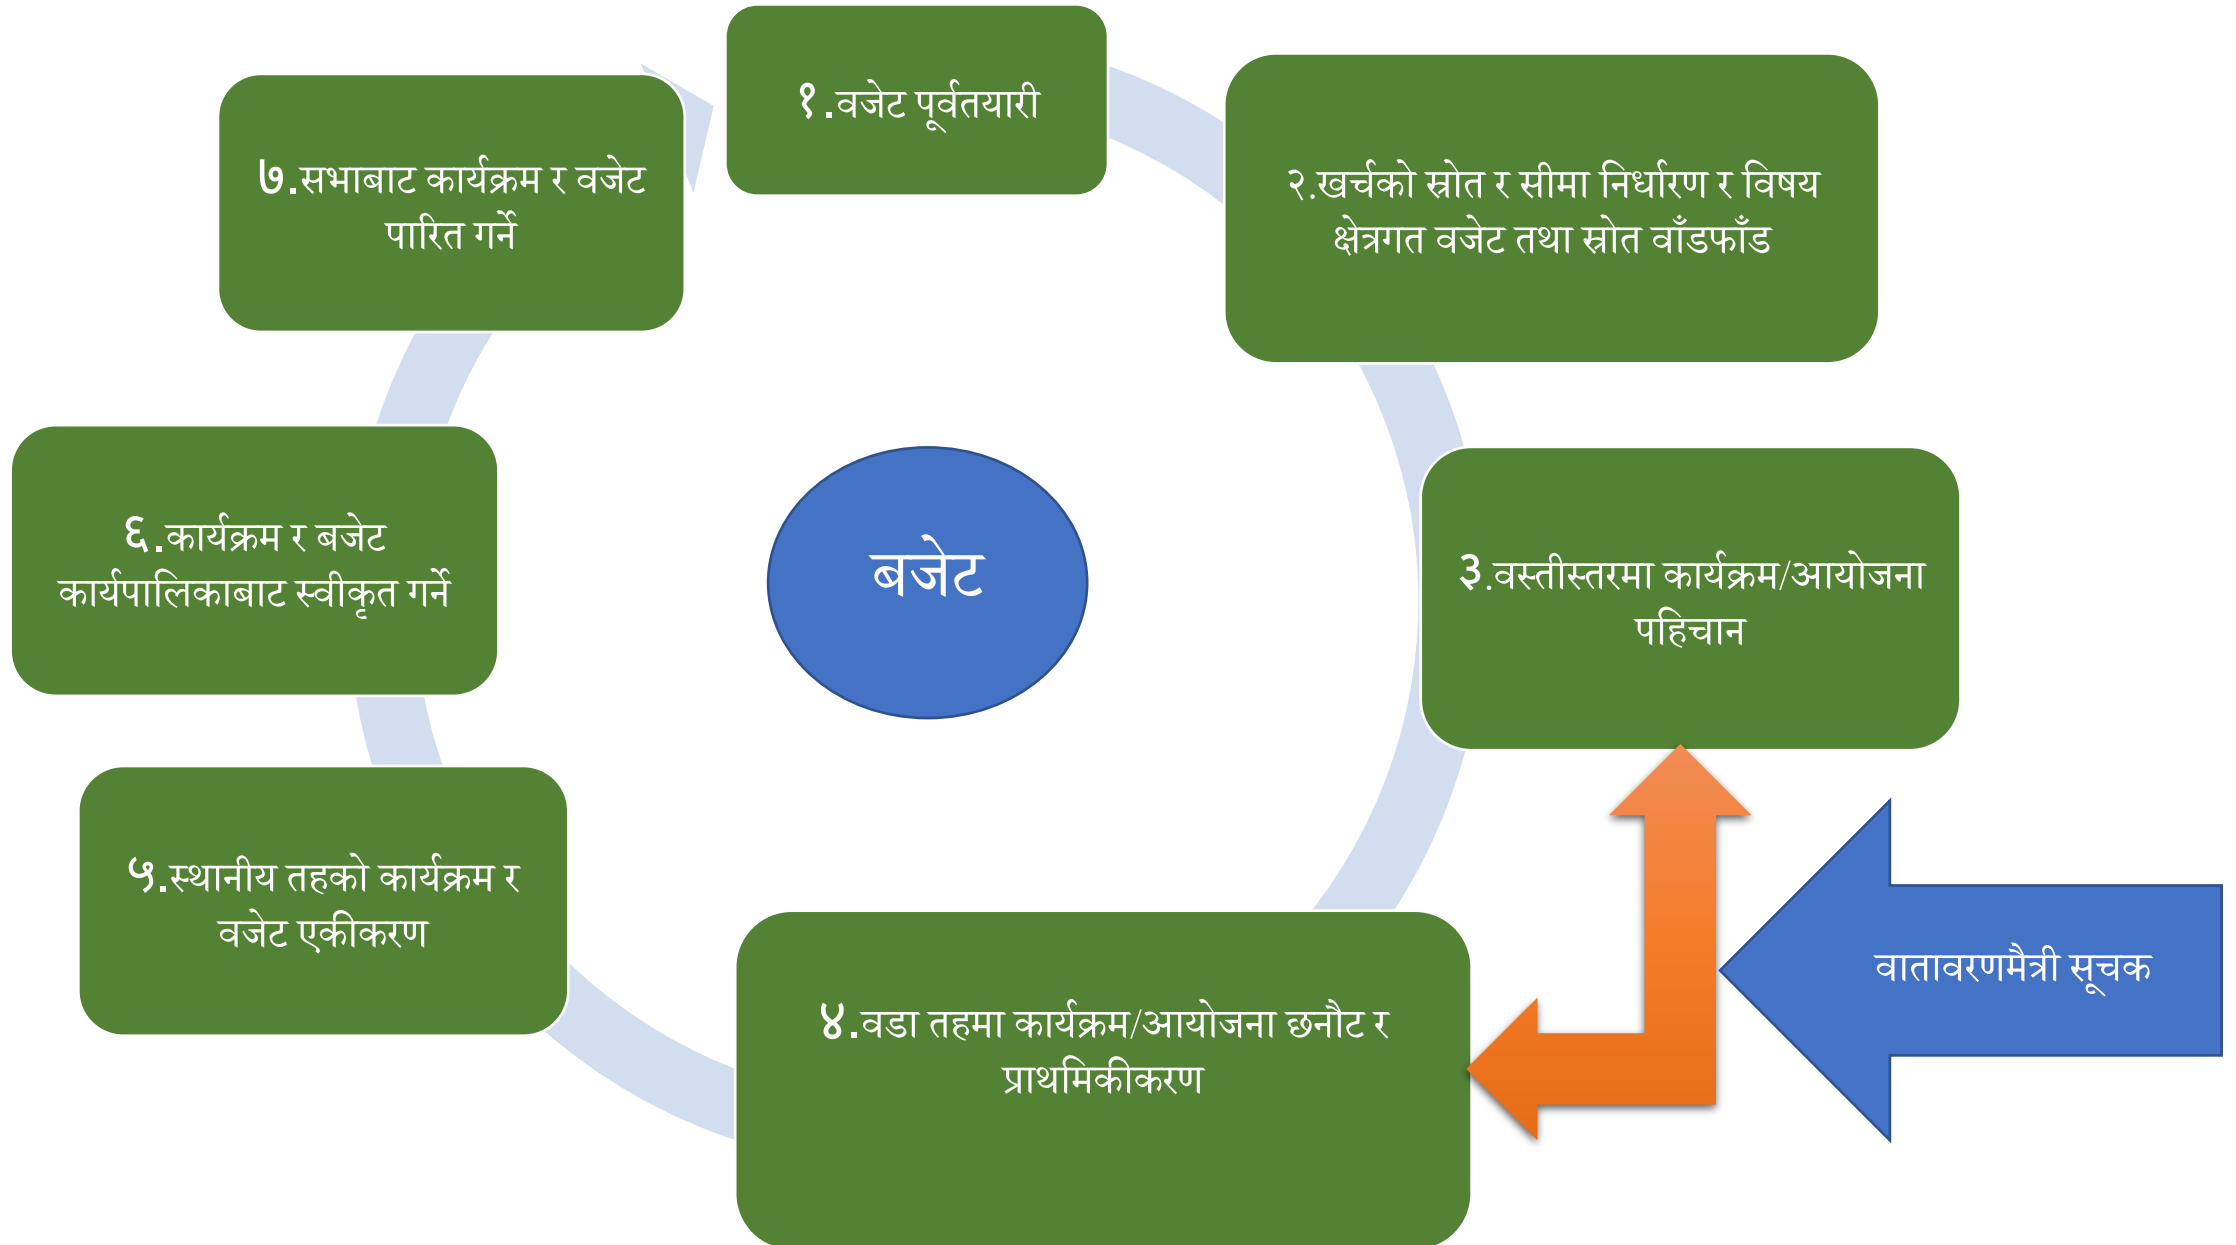 १.वजेट पूर्वतयारी
२.खर्चको स्रोत र सीमा निर्धारण र विषय
क्षेत्रगत वजेट तथा स्रोत वाँडफाँड
३.वस्तीस्तरमा कार्यक्रम/आयोजना
पहिचान
४.वडा तहमा कार्यक्रम/आयोजना छनौट र
प्राथमिकीकरण
५.स्थानीय तहको कार्यक्रम र
वजेट एकीकरण
६.कार्यक्रम र बजेट
कार्यपालिकाबाट स्वीकृत गर्ने
७.सभाबाट कार्यक्रम र वजेट
पारित गर्ने
बजेट
वातावरणमैत्री सूचक